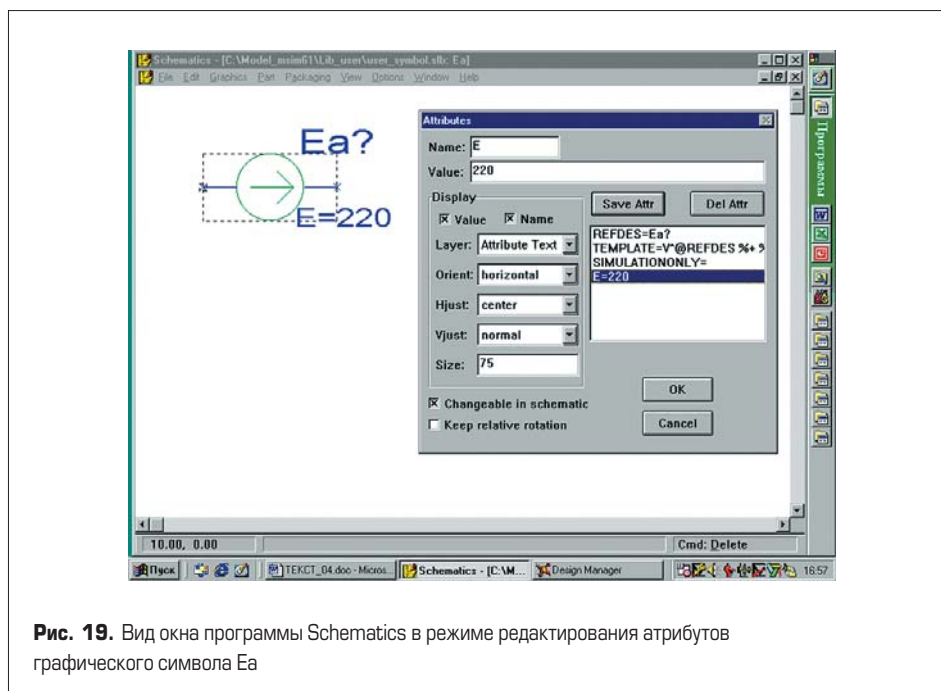 Schematics - [C:\Model_msim61\Lib_user\user_symbol.slb: Ea]
File Edit Graphics Part Packaging View Options Window Help
Программы
Ea?
E=220
Attributes
Name: E
Value: 220
Display
Value Name
Layer: Attribute Text
Orient: horizontal
Hjust: center
Vjust: normal
Size: 75
Save Attr Del Attr
REFDES=Ea?
TEMPLATE=V^@REFDES %+
SIMULATIONONLY=
E=220
Changeable in schematic
Keep relative rotation
OK
Cancel
10.00, 0.00 Cmd: Delete
Пуск TEKCT_04.doc - Micros... Schematics - [C:\M... Design Manager 16:57
Рис. 19. Вид окна программы Schematics в режиме редактирования атрибутов
графического символа Ea